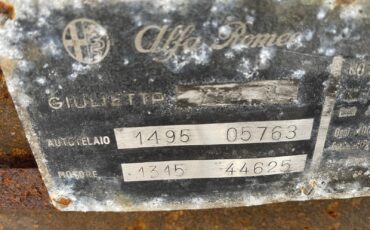 Alfa Romeo
GIULIETTA
AUTOTELAIO 1495 05763
MOTORE 1315 44625